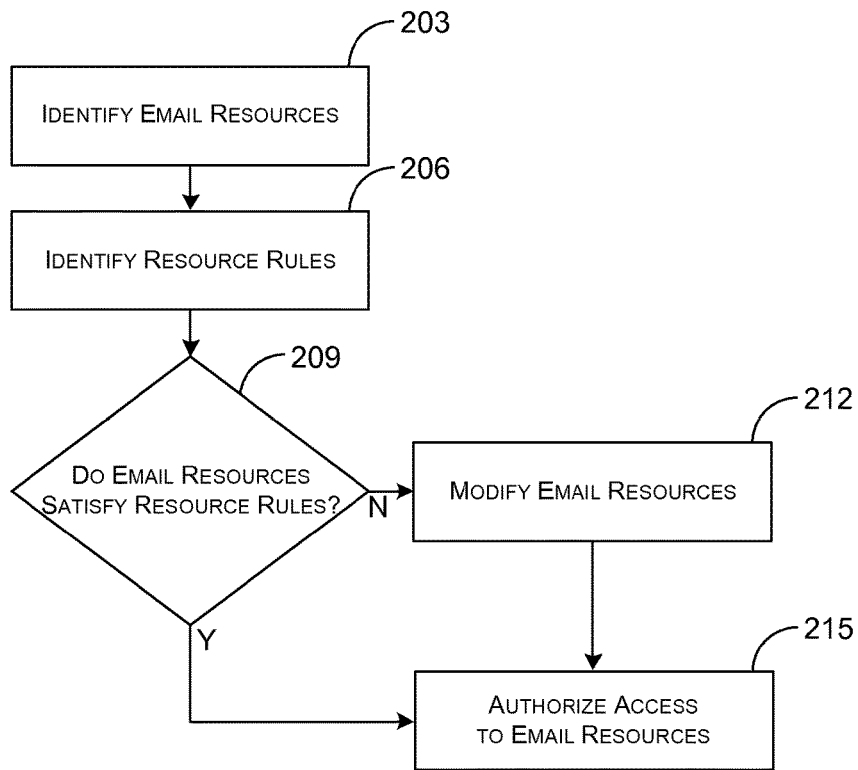 203
IDENTIFY EMAIL RESOURCES
206
IDENTIFY RESOURCE RULES
209
DO EMAIL RESOURCES
SATISFY RESOURCE RULES?
N
212
MODIFY EMAIL RESOURCES
Y
215
AUTHORIZE ACCESS
TO EMAIL RESOURCES